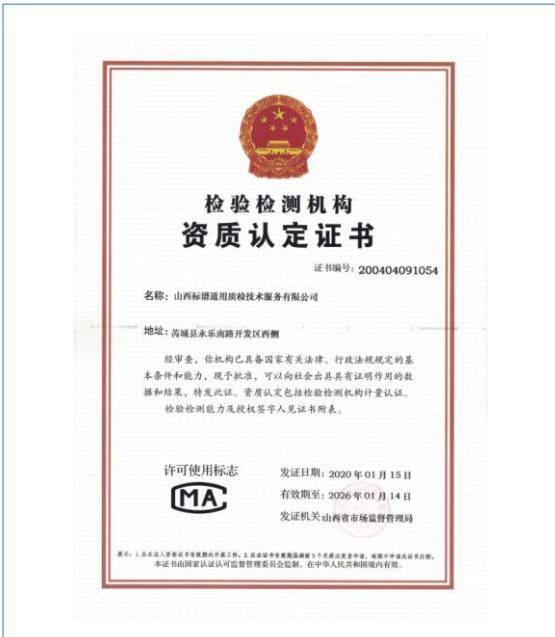 检验检测机构
资质认定证书
证书编号：200404091054
名称：山西标谱通用质检技术服务有限公司
地址：芮城县永乐南路开发区西侧
经审查，你机构已具备国家有关法律、行政法规规定的基
本条件和能力，现予批准，可以向社会出具具有证明作用的数
据和结果，特发此证。资质认定包括检验检测机构计量认证。
检验检测能力及授权签字人见证书附表。
许可使用标志
MA
发证日期：2020年01月15日
有效期至：2026年01月14日
发证机关：山西省市场监督管理局
本证书由国家认证认可监督管理委员会监制，在中华人民共和国境内有效。